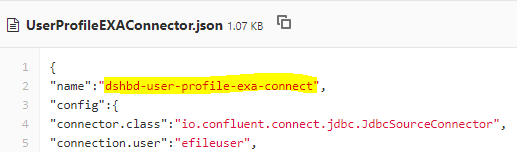 UserProfileEXAConnector.json 1.07 KB
1 {
2 "name":"dshbd-user-profile-exa-connect",
3 "config":{
4 "connector.class":"io.confluent.connect.jdbc.JdbcSourceConnector",
5 "connection.user":"efileuser",